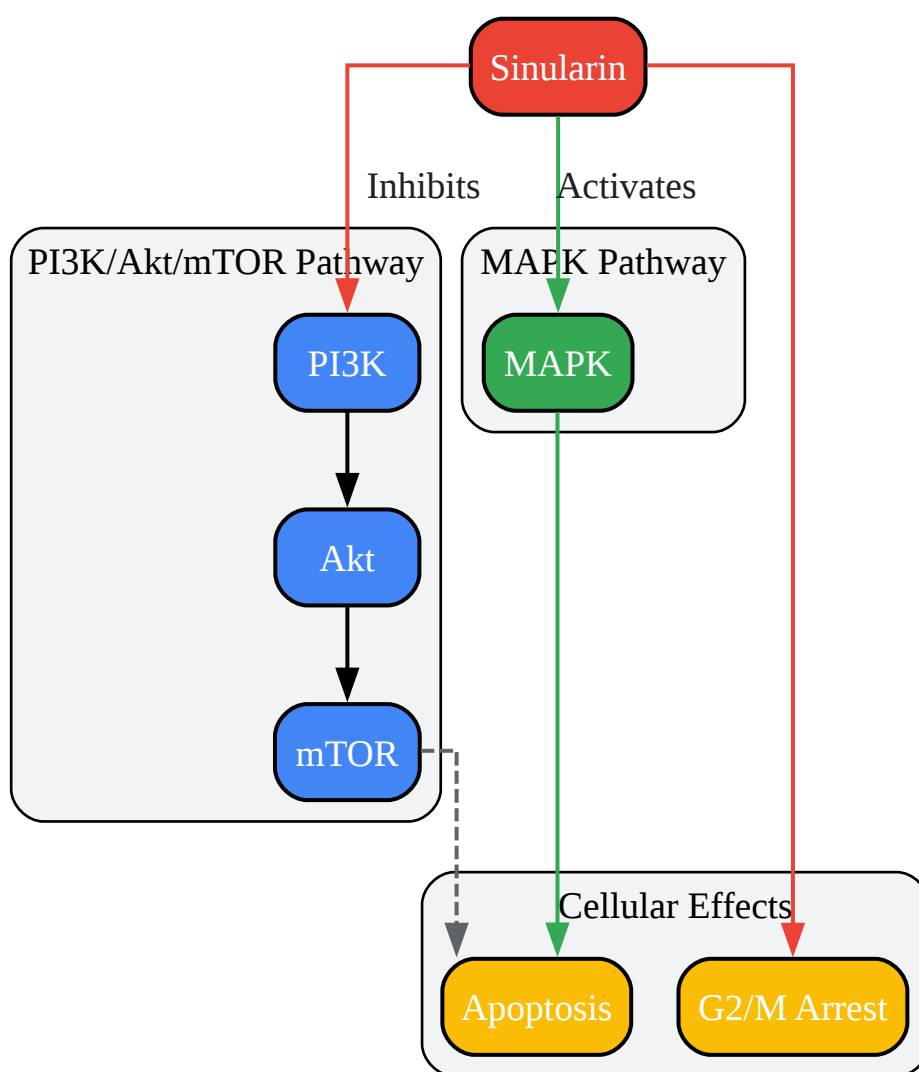 Sinularin
Inhibits
Activates
PI3K/Akt/mTOR Pathway
MAPK Pathway
PI3K
MAPK
Akt
mTOR
Cellular Effects
Apoptosis
G2/M Arrest